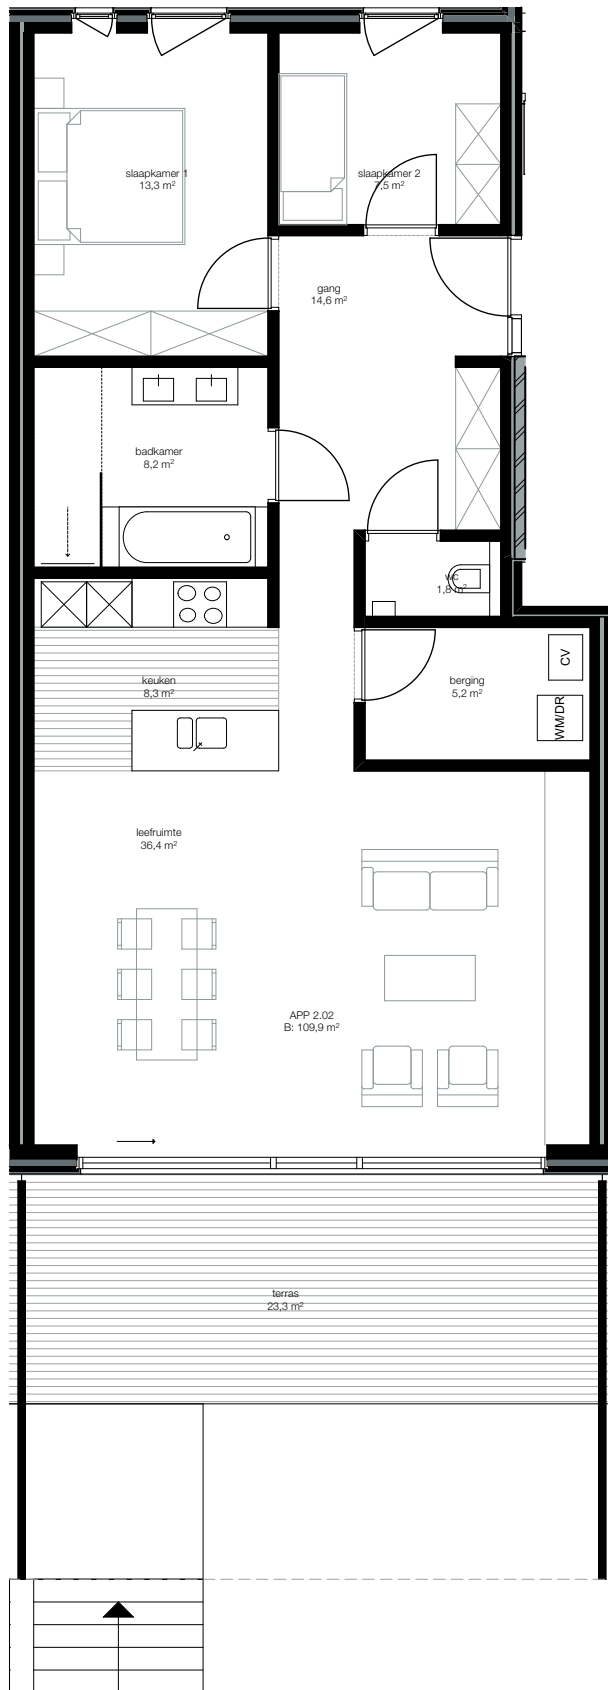 slaapkamer 1
13,3 m²
slaapkamer 2
7,5 m²
gang
14,6 m²
badkamer
8,2 m²
wc
1,8 m²
keuken
8,3 m²
berging
5,2 m²
CV
WM/DR
leefruimte
36,4 m²
APP 2.02
B: 109,9 m²
terras
23,3 m²